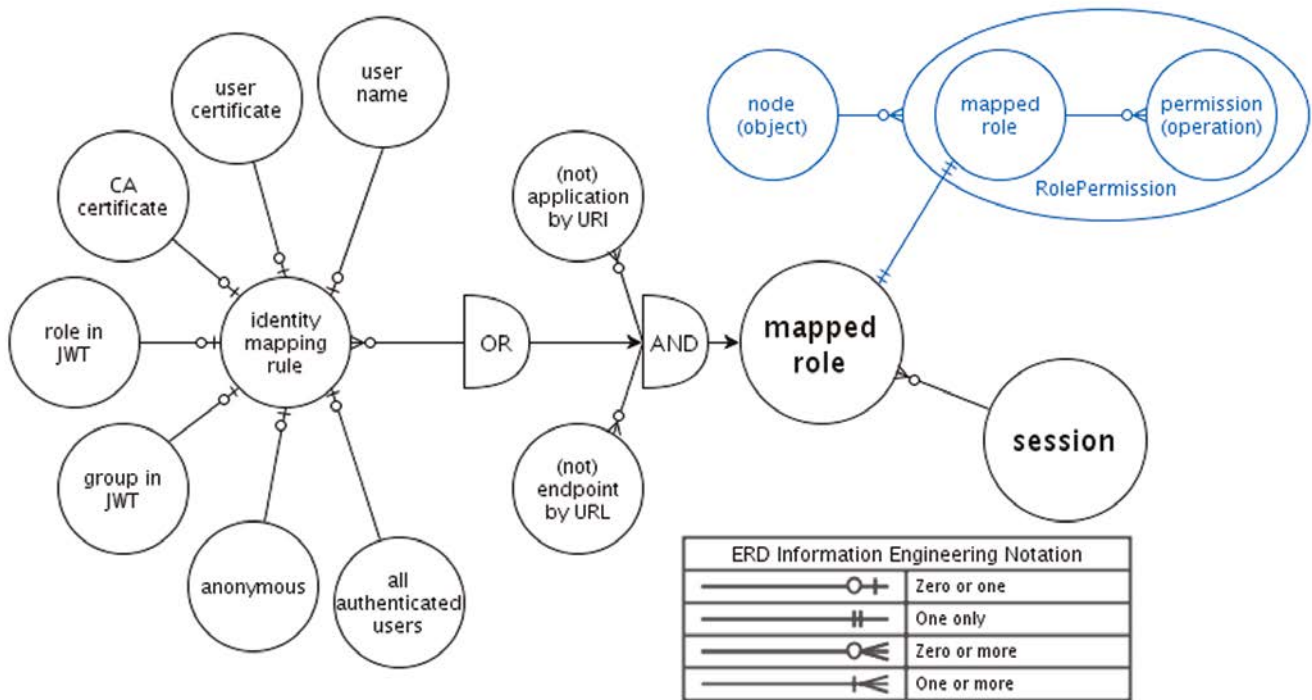 user
certificate
user
name
CA
certificate
role in
JWT
group in
JWT
anonymous
all
authenticated
users
identity
mapping
rule
OR
(not)
application
by URI
(not)
endpoint
by URL
AND
mapped
role
session
node
(object)
mapped
role
permission
(operation)
RolePermission
ERD Information Engineering Notation
Zero or one
One only
Zero or more
One or more